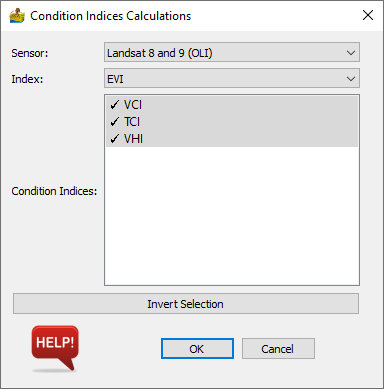 Condition Indices Calculations
Sensor: Landsat 8 and 9 (OLI)
Index: EVI
✓ VCI
✓ TCI
✓ VHI
Condition Indices:
Invert Selection
HELP!
OK Cancel